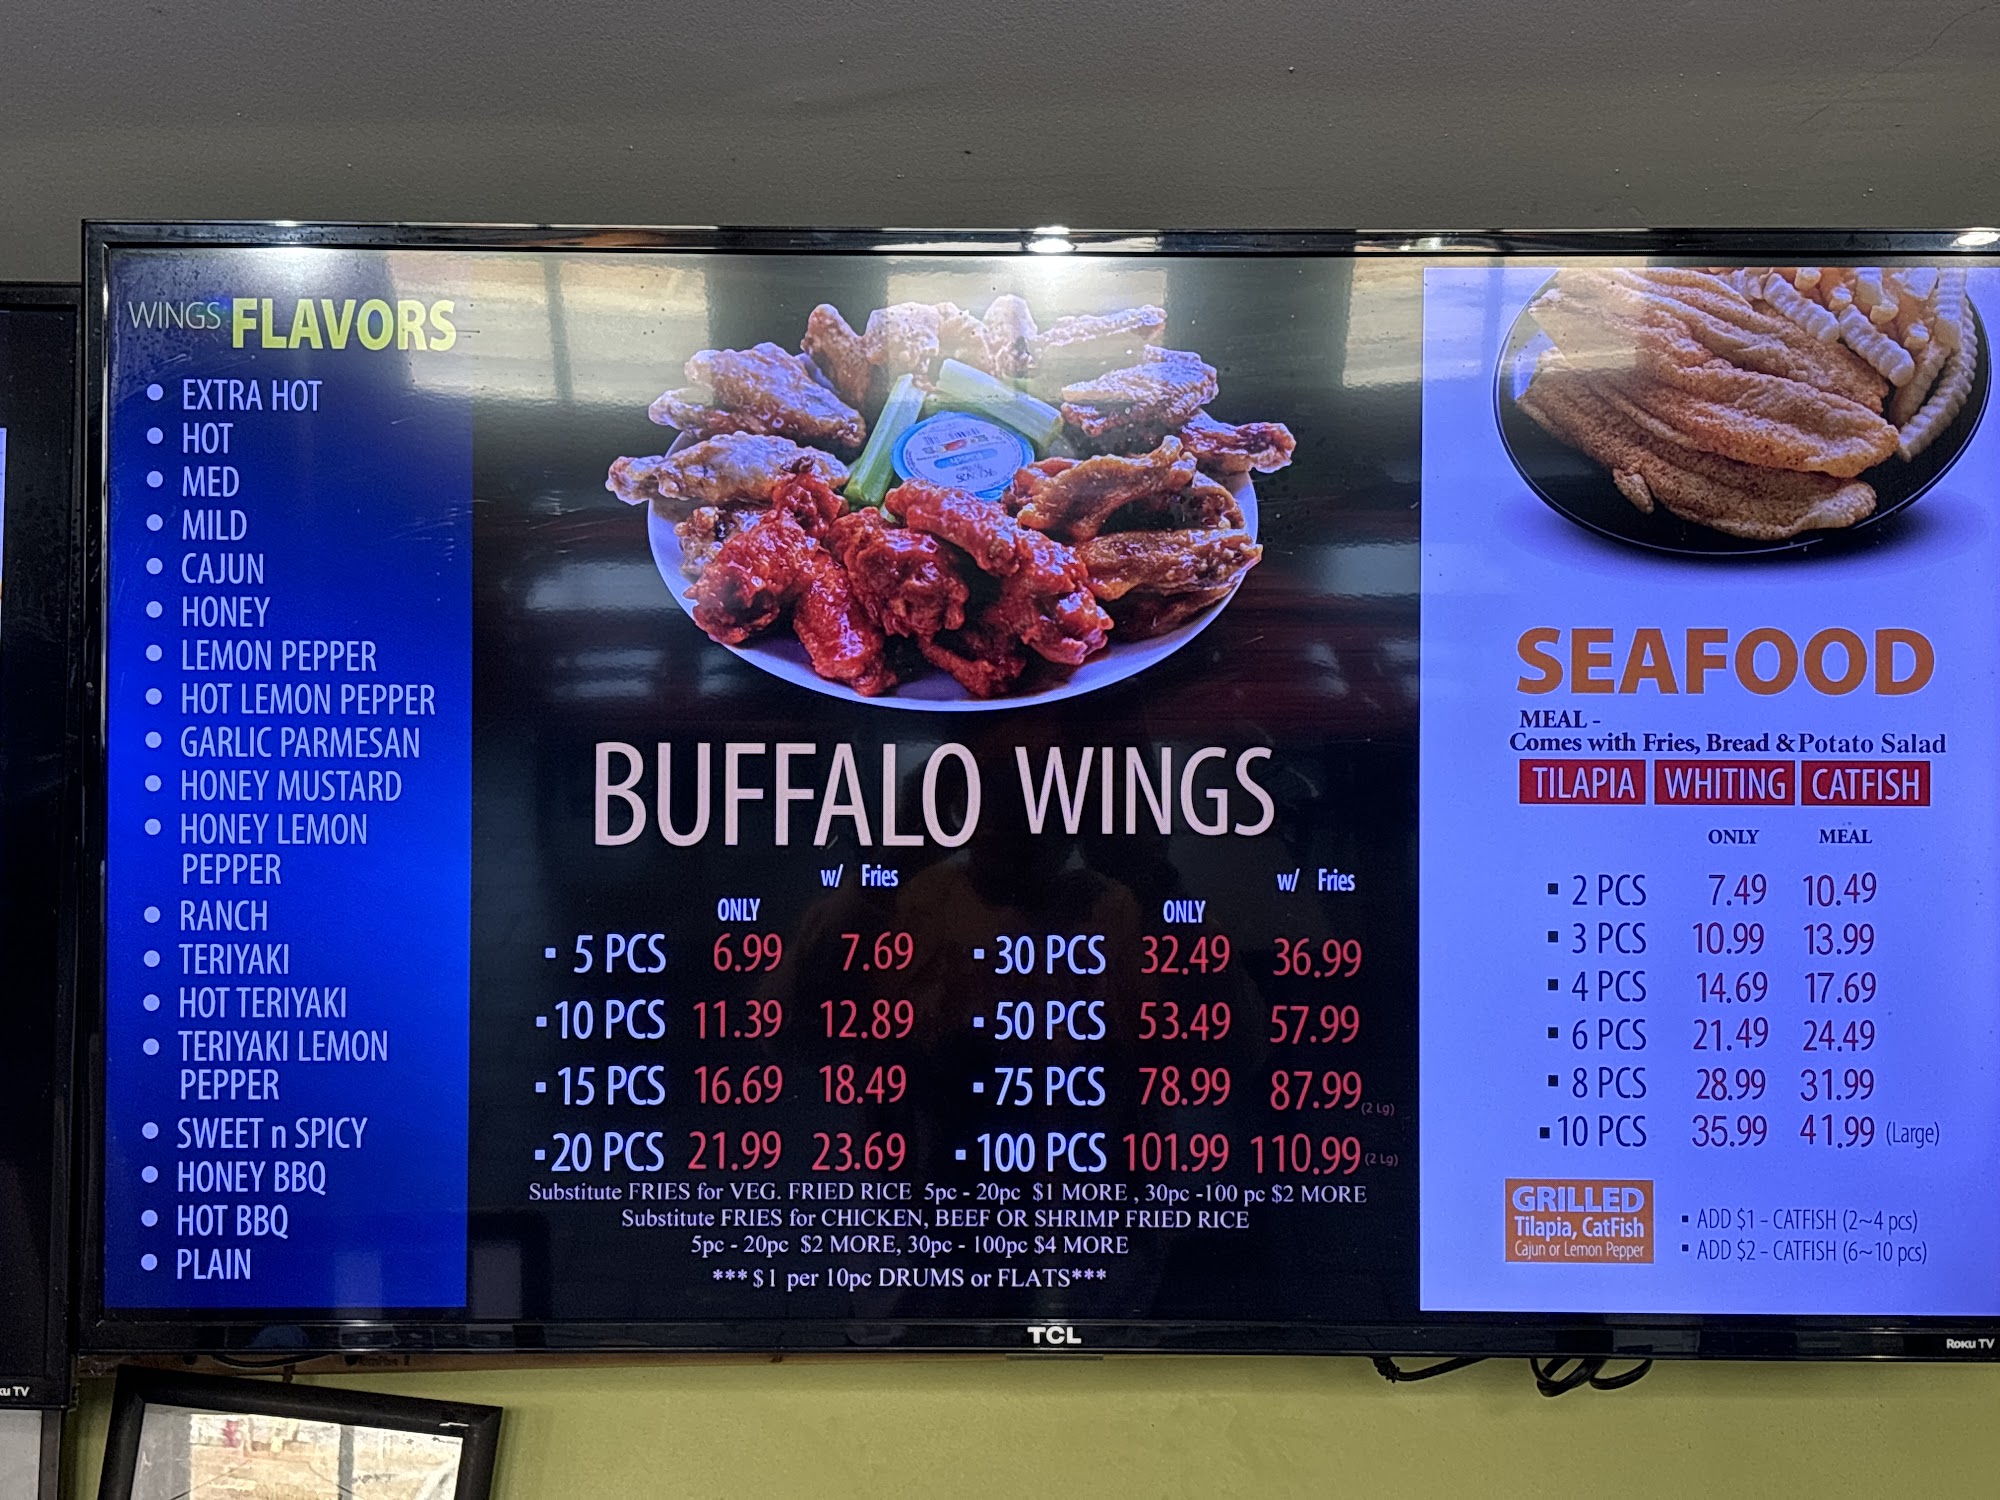 WINGS FLAVORS
• EXTRA HOT
• HOT
• MED
• MILD
• CAJUN
• HONEY
• LEMON PEPPER
• HOT LEMON PEPPER
• GARLIC PARMESAN
• HONEY MUSTARD
• HONEY LEMON
PEPPER
• RANCH
• TERIYAKI
• HOT TERIYAKI
• TERIYAKI LEMON
PEPPER
• SWEET n SPICY
• HONEY BBQ
• HOT BBQ
• PLAIN
BUFFALO WINGS
w/ Fries
ONLY
▪ 5 PCS 6.99 7.69
▪ 10 PCS 11.39 12.89
▪ 15 PCS 16.69 18.49
▪ 20 PCS 21.99 23.69
w/ Fries
ONLY
▪ 30 PCS 32.49 36.99
▪ 50 PCS 53.49 57.99
▪ 75 PCS 78.99 87.99 (2 Lg)
▪ 100 PCS 101.99 110.99 (2 Lg)
Substitute FRIES for VEG. FRIED RICE 5pc - 20pc $1 MORE , 30pc -100 pc $2 MORE
Substitute FRIES for CHICKEN, BEEF OR SHRIMP FRIED RICE
5pc - 20pc $2 MORE, 30pc - 100pc $4 MORE
*** $1 per 10pc DRUMS or FLATS***
SEAFOOD
MEAL -
Comes with Fries, Bread & Potato Salad
TILAPIA WHITING CATFISH
ONLY MEAL
▪ 2 PCS 7.49 10.49
▪ 3 PCS 10.99 13.99
▪ 4 PCS 14.69 17.69
▪ 6 PCS 21.49 24.49
▪ 8 PCS 28.99 31.99
▪ 10 PCS 35.99 41.99 (Large)
GRILLED
Tilapia, CatFish
Cajun or Lemon Pepper
▪ ADD $1 - CATFISH (2~4 pcs)
▪ ADD $2 - CATFISH (6~10 pcs)
TCL
Roku TV
TV